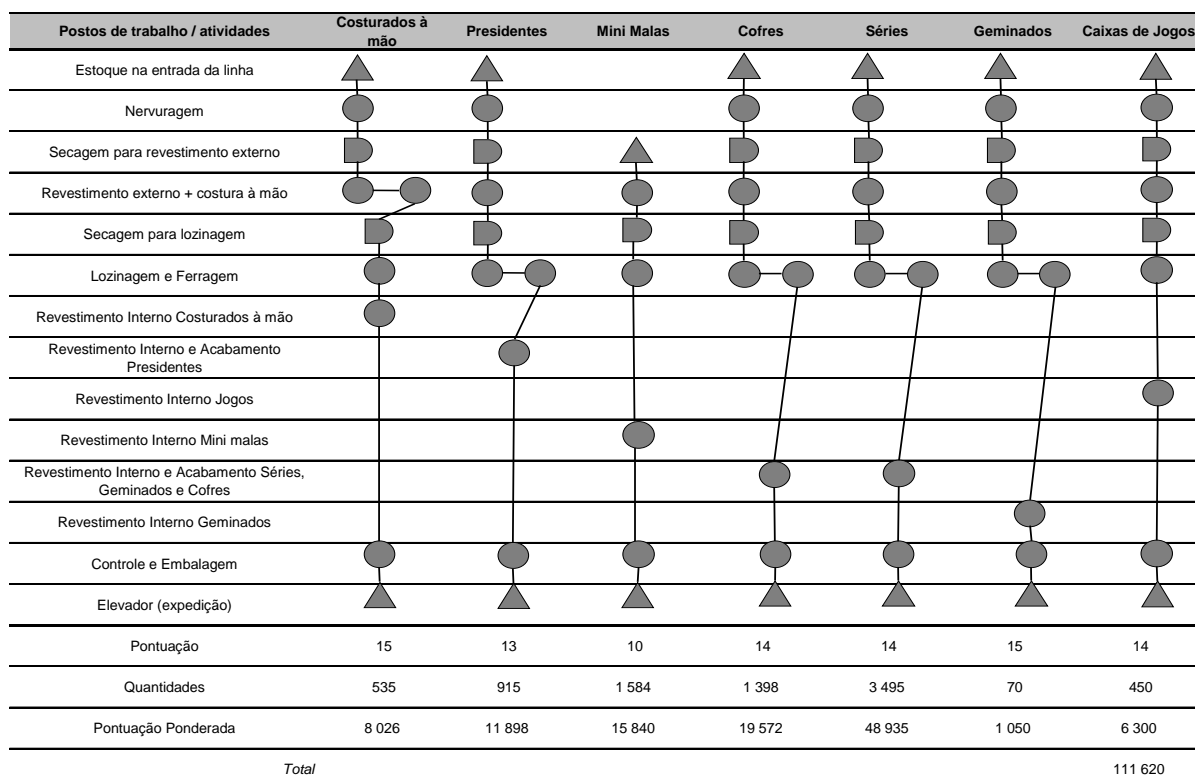 Postos de trabalho / atividades Costurados à mão Presidentes Mini Malas Cofres Séries Geminados Caixas de Jogos
Estoque na entrada da linha
Nervuragem
Secagem para revestimento externo
Revestimento externo + costura à mão
Secagem para lozinagem
Lozinagem e Ferragem
Revestimento Interno Costurados à mão
Revestimento Interno e Acabamento
Presidentes
Revestimento Interno Jogos
Revestimento Interno Mini malas
Revestimento Interno e Acabamento Séries,
Geminados e Cofres
Revestimento Interno Geminados
Controle e Embalagem
Elevador (expedição)
Pontuação 15 13 10 14 14 15 14
Quantidades 535 915 1 584 1 398 3 495 70 450
Pontuação Ponderada 8 026 11 898 15 840 19 572 48 935 1 050 6 300
Total 111 620